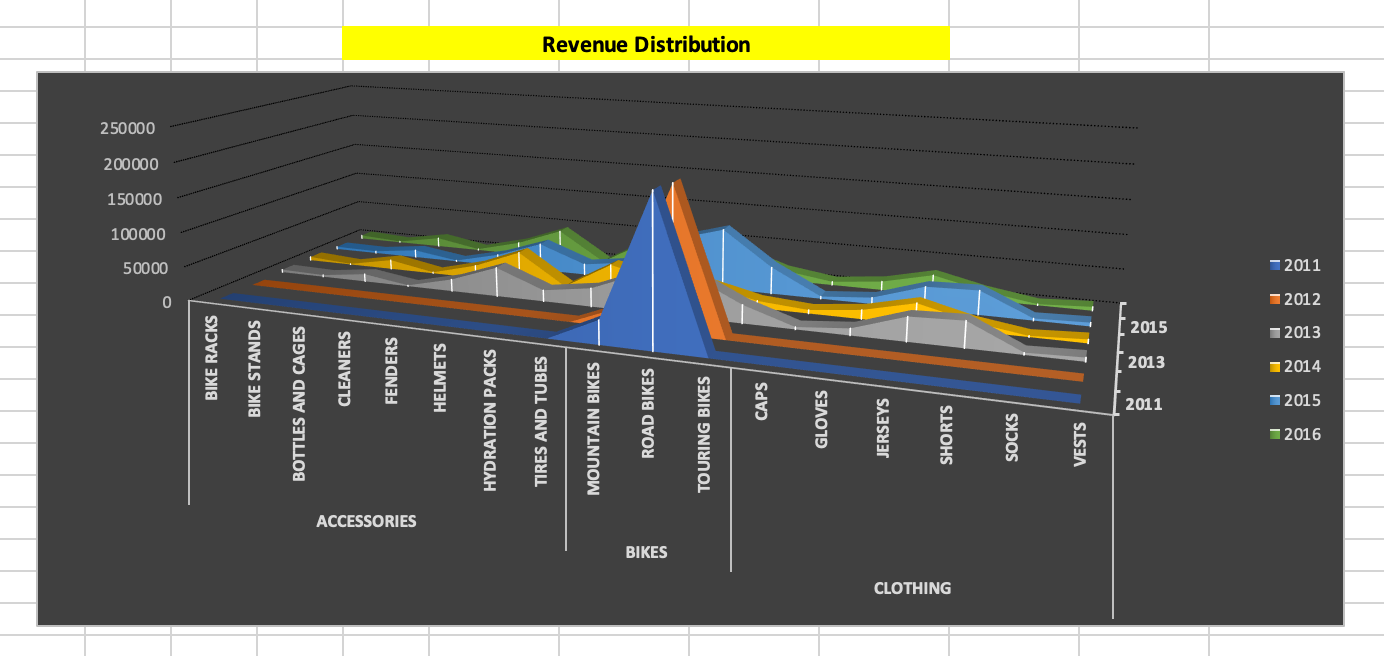 Revenue Distribution
250000
200000
150000
100000
50000
0
BIKE RACKS
BIKE STANDS
BOTTLES AND CAGES
CLEANERS
FENDERS
HELMETS
HYDRATION PACKS
TIRES AND TUBES
MOUNTAIN BIKES
ROAD BIKES
TOURING BIKES
CAPS
GLOVES
JERSEYS
SHORTS
SOCKS
VESTS
ACCESSORIES
BIKES
CLOTHING
2015
2013
2011
2011
2012
2013
2014
2015
2016